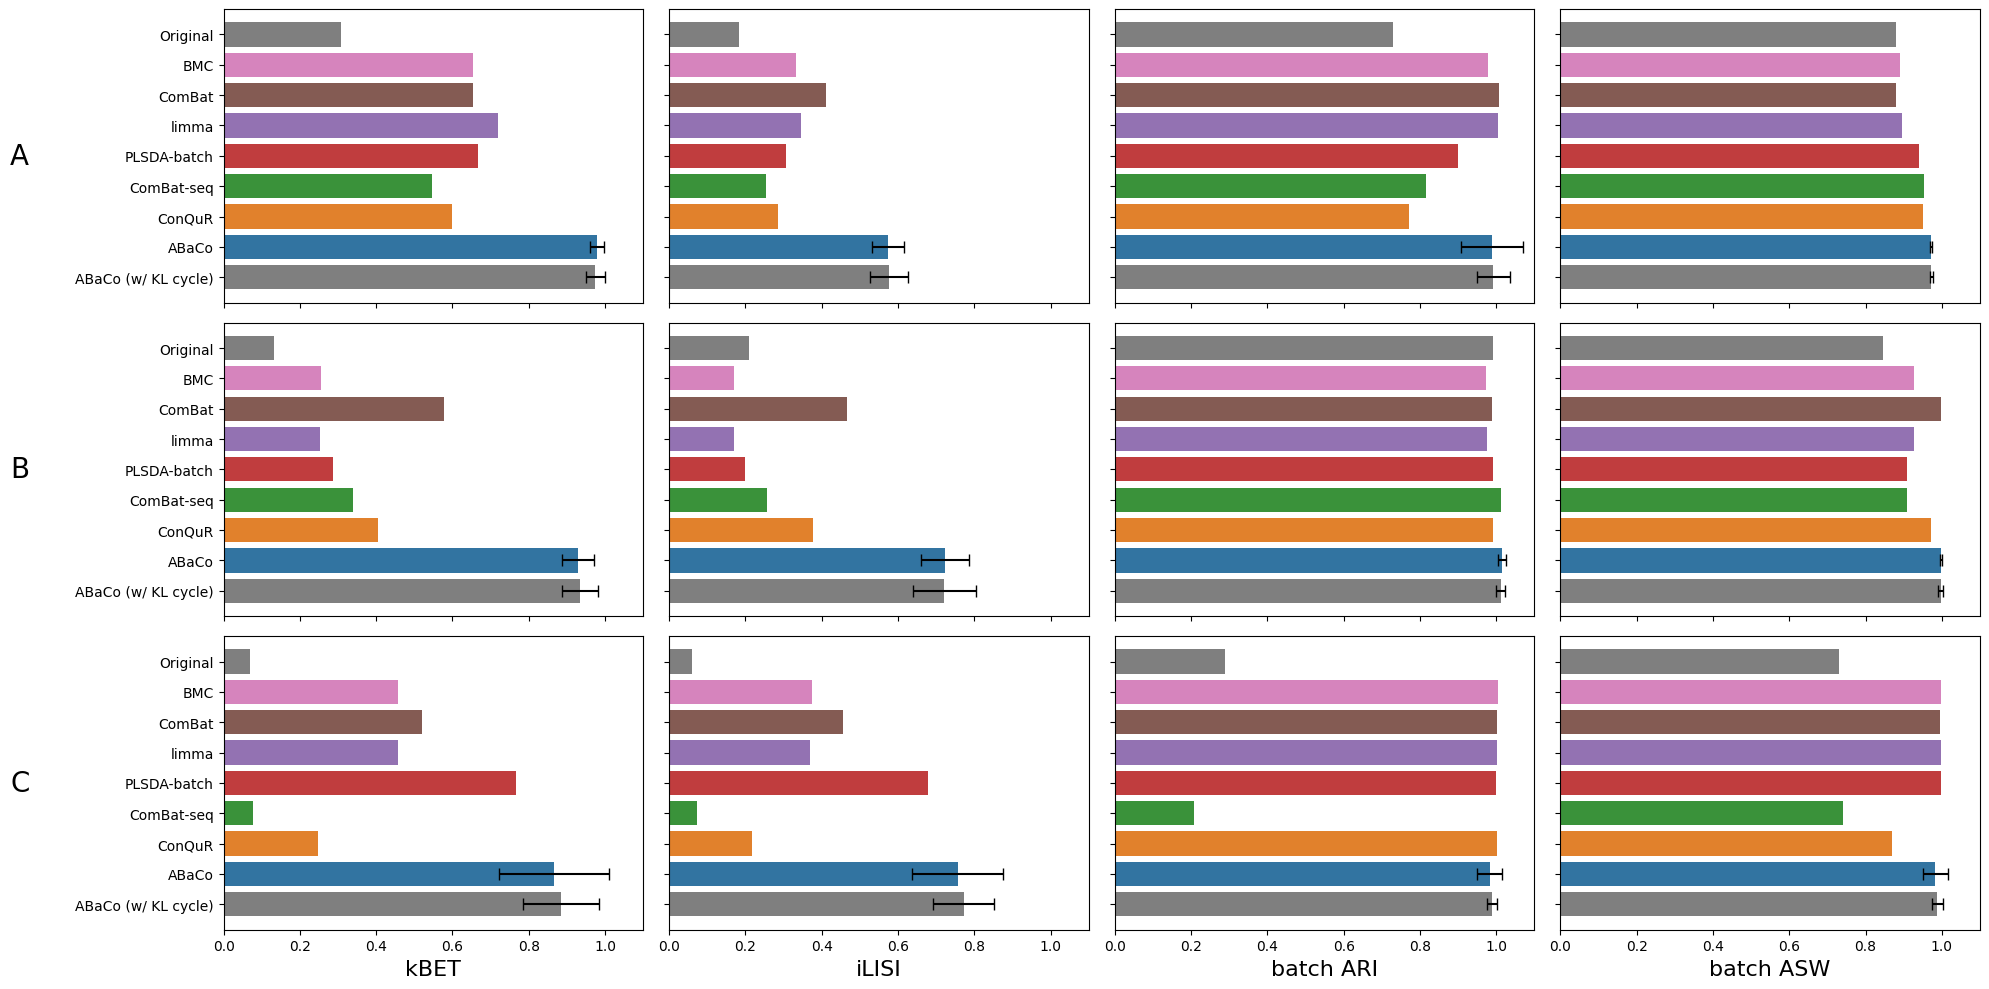 A
Original
BMC
ComBat
limma
PLSDA-batch
ComBat-seq
ConQuR
ABaCo
ABaCo (w/ KL cycle)
B
Original
BMC
ComBat
limma
PLSDA-batch
ComBat-seq
ConQuR
ABaCo
ABaCo (w/ KL cycle)
C
Original
BMC
ComBat
limma
PLSDA-batch
ComBat-seq
ConQuR
ABaCo
ABaCo (w/ KL cycle)
0.0 0.2 0.4 0.6 0.8 1.0 0.0 0.2 0.4 0.6 0.8 1.0 0.0 0.2 0.4 0.6 0.8 1.0 0.0 0.2 0.4 0.6 0.8 1.0
kBET iLISI batch ARI batch ASW